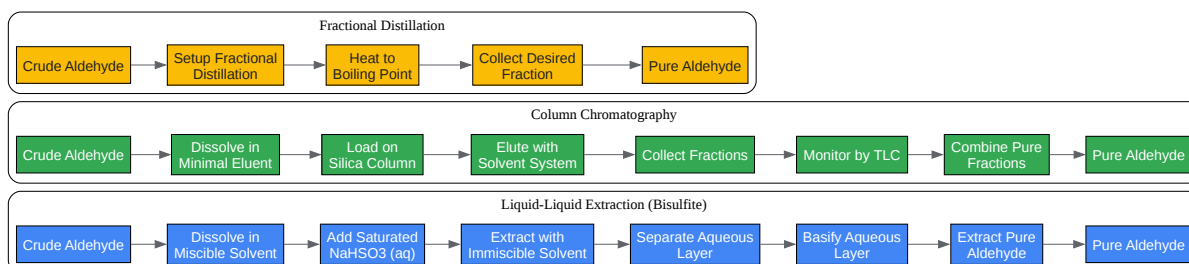 Fractional Distillation
Crude Aldehyde
Setup Fractional
Distillation
Heat to
Boiling Point
Collect Desired
Fraction
Pure Aldehyde
Column Chromatography
Crude Aldehyde
Dissolve in
Minimal Eluent
Load on
Silica Column
Elute with
Solvent System
Collect Fractions
Monitor by TLC
Combine Pure
Fractions
Pure Aldehyde
Liquid-Liquid Extraction (Bisulfite)
Crude Aldehyde
Dissolve in
Miscible Solvent
Add Saturated
NaHSO3 (aq)
Extract with
Immiscible Solvent
Separate Aqueous
Layer
Basify Aqueous
Layer
Extract Pure
Aldehyde
Pure Aldehyde